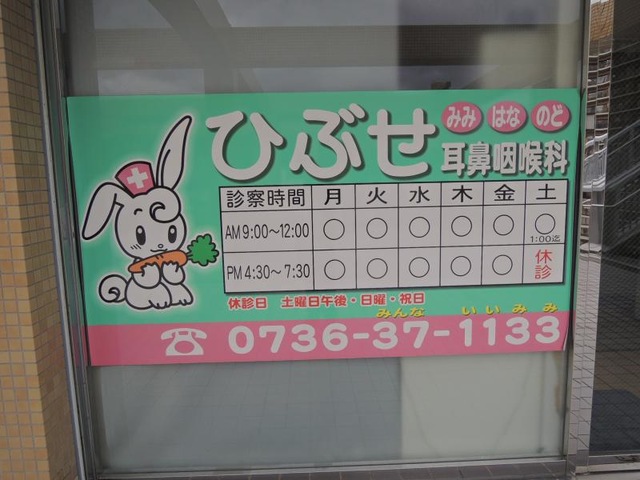 ひぶせ
みみ はな のど
耳鼻咽喉科
診察時間 月 火 水 木 金 土
AM 9:00～12:00 ○ ○ ○ ○ ○ ○
1:00迄
PM 4:30～7:30 ○ ○ ○ ○ ○ 休診
休診日 土曜日午後・日曜・祝日
みんな いいみみ
☎ 0736-37-1133